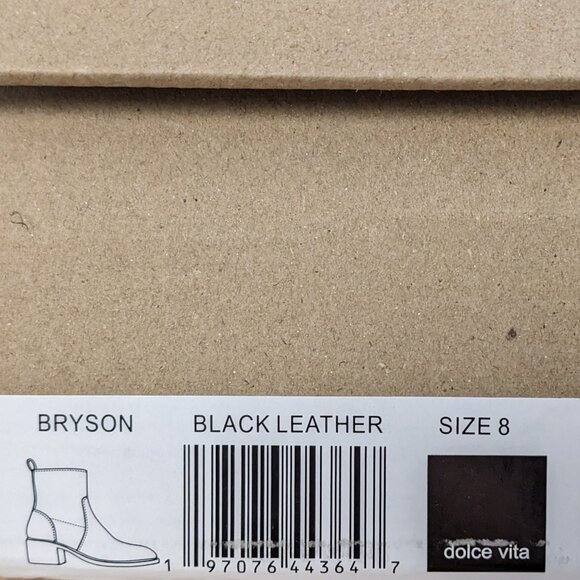 BRYSON BLACK LEATHER SIZE 8
1 97076 44364 7
dolce vita